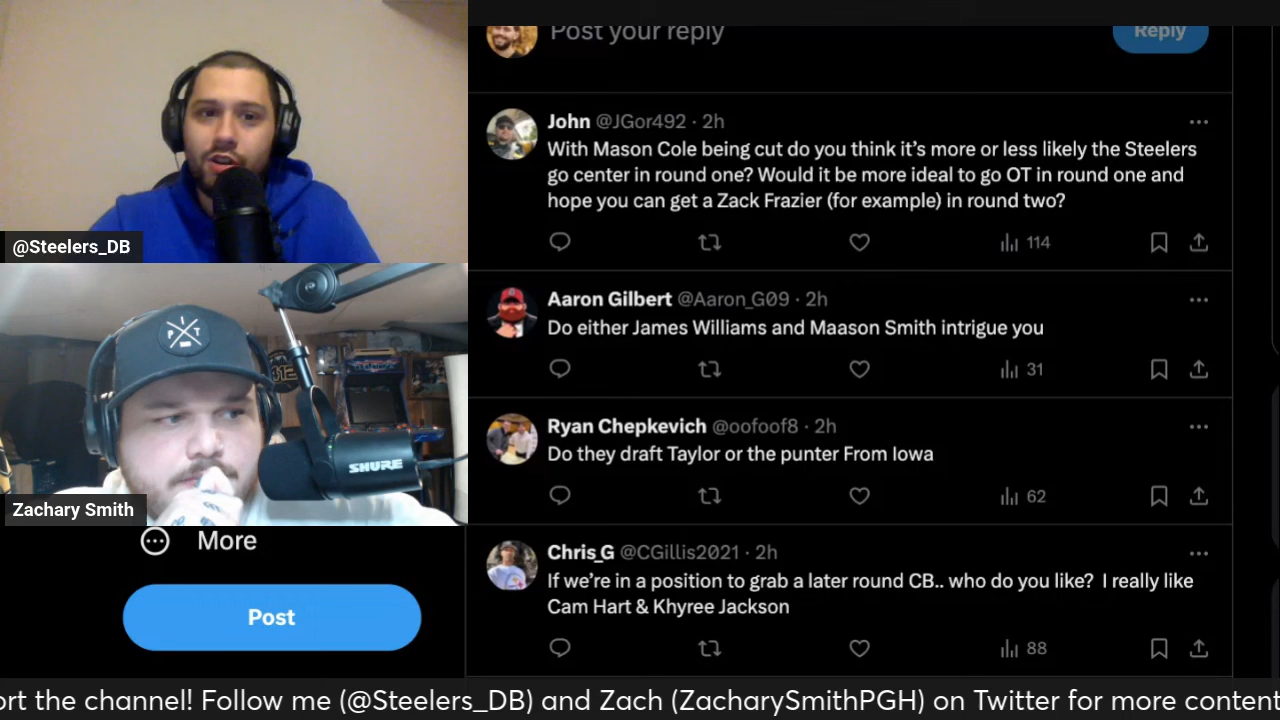 Post your reply
Reply
John @JGor492 · 2h
With Mason Cole being cut do you think it’s more or less likely the Steelers
go center in round one? Would it be more ideal to go OT in round one and
hope you can get a Zack Frazier (for example) in round two?
114
@Steelers_DB
Aaron Gilbert @Aaron_G09 · 2h
Do either James Williams and Maason Smith intrigue you
31
P I T
412
SHURE
Zachary Smith
Ryan Chepkevich @oofoof8 · 2h
Do they draft Taylor or the punter From Iowa
62
More
Post
Chris_G @CGillis2021 · 2h
If we’re in a position to grab a later round CB.. who do you like? I really like
Cam Hart & Khyree Jackson
88
ort the channel! Follow me (@Steelers_DB) and Zach (ZacharySmithPGH) on Twitter for more content